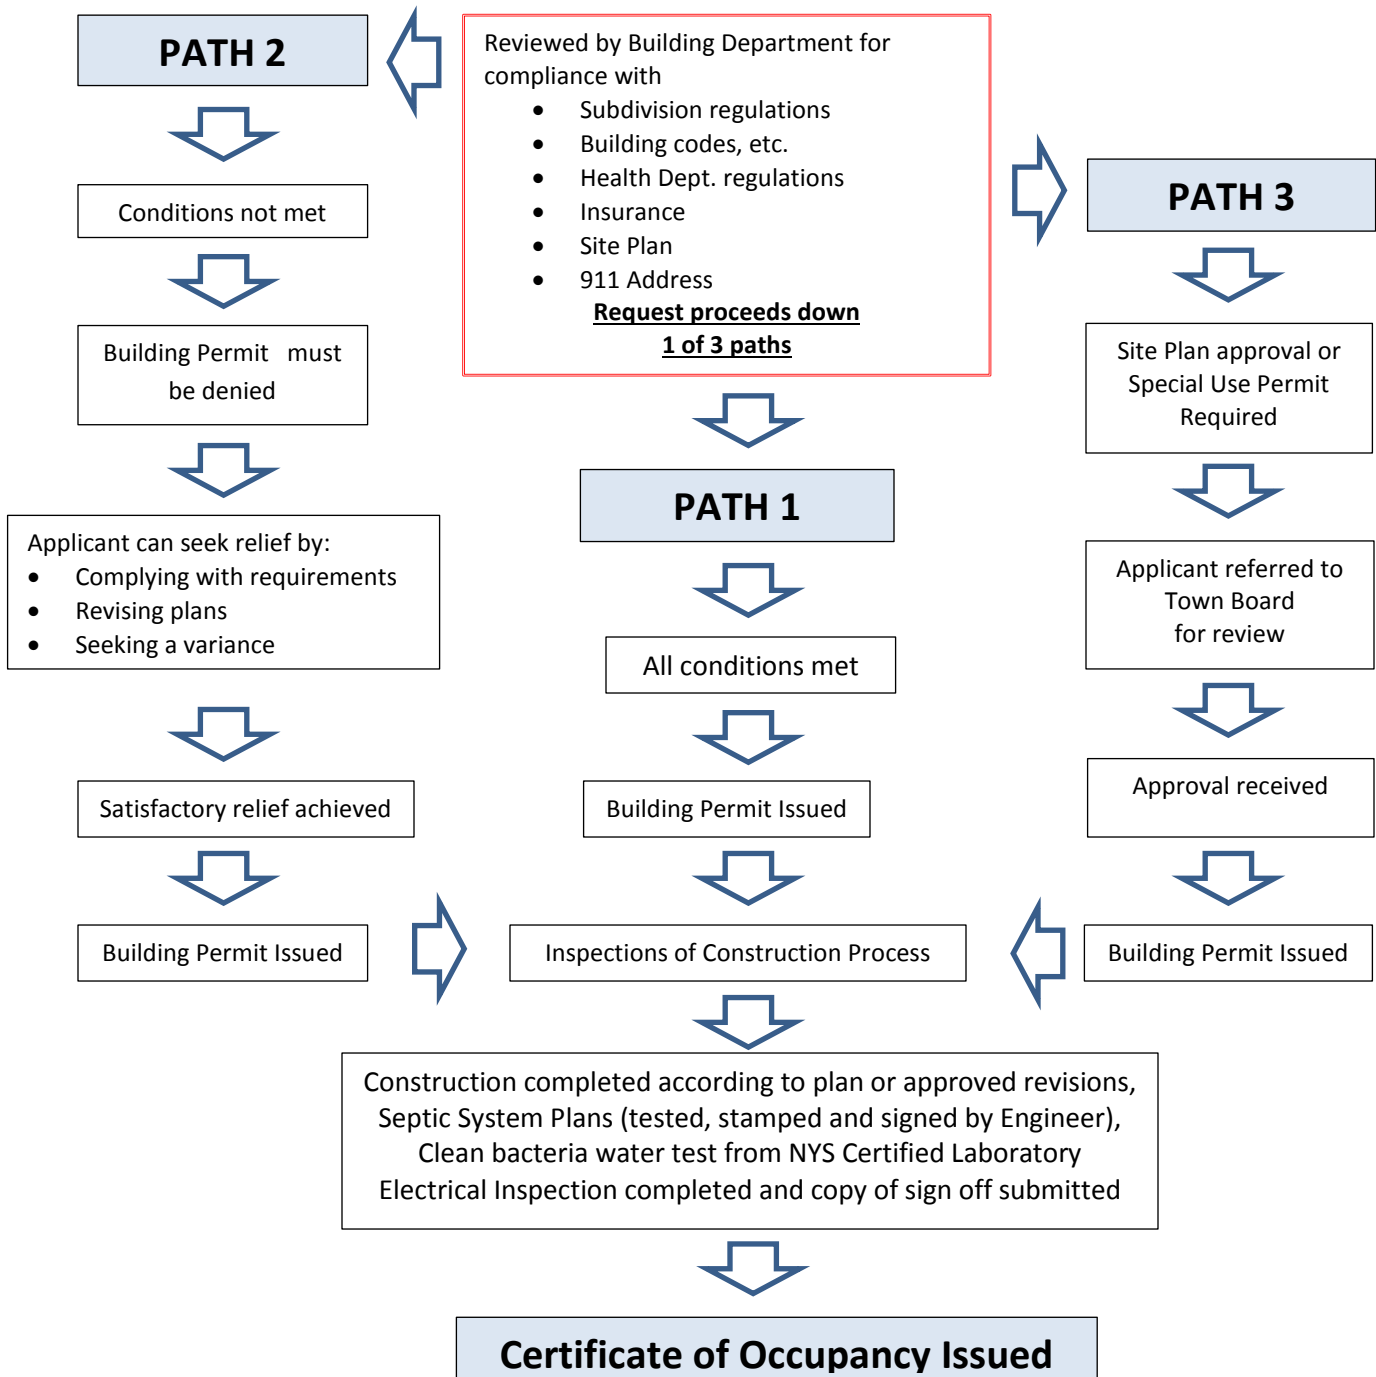 PATH 2
Reviewed by Building Department for
compliance with
• Subdivision regulations
• Building codes, etc.
• Health Dept. regulations
• Insurance
• Site Plan
• 911 Address
Request proceeds down
1 of 3 paths
PATH 3
Conditions not met
Building Permit must
be denied
Site Plan approval or
Special Use Permit
Required
PATH 1
Applicant can seek relief by:
• Complying with requirements
• Revising plans
• Seeking a variance
Applicant referred to
Town Board
for review
All conditions met
Satisfactory relief achieved
Building Permit Issued
Approval received
Building Permit Issued
Inspections of Construction Process
Building Permit Issued
Construction completed according to plan or approved revisions,
Septic System Plans (tested, stamped and signed by Engineer),
Clean bacteria water test from NYS Certified Laboratory
Electrical Inspection completed and copy of sign off submitted
Certificate of Occupancy Issued